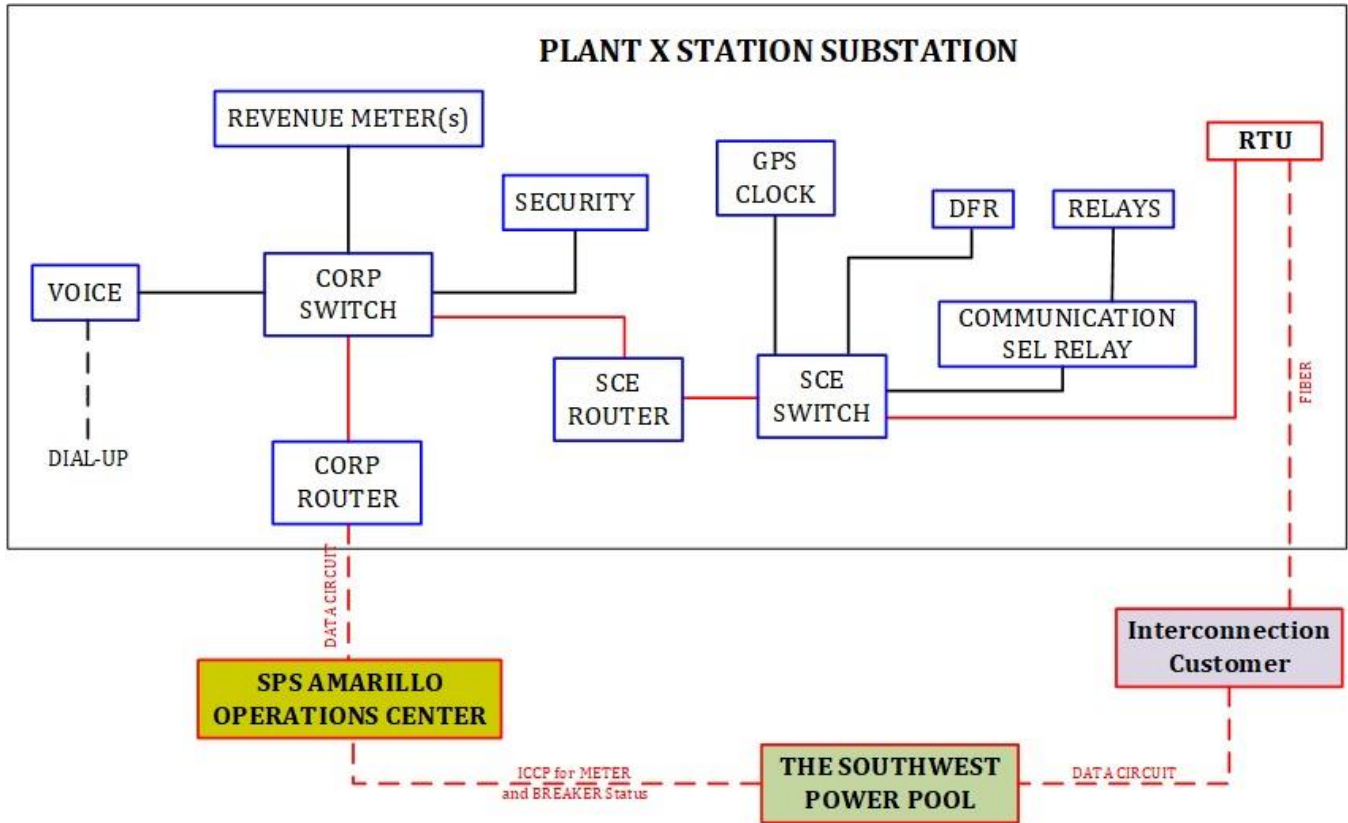 PLANT X STATION SUBSTATION
REVENUE METER(s)
RTU
GPS
CLOCK
SECURITY
DFR
RELAYS
VOICE
CORP
SWITCH
COMMUNICATION
SEL RELAY
SCE
ROUTER
SCE
SWITCH
FIBER
DIAL-UP
CORP
ROUTER
DATA CIRCUIT
Interconnection
Customer
SPS AMARILLO
OPERATIONS CENTER
ICCP for METER
and BREAKER Status
THE SOUTHWEST
POWER POOL
DATA CIRCUIT